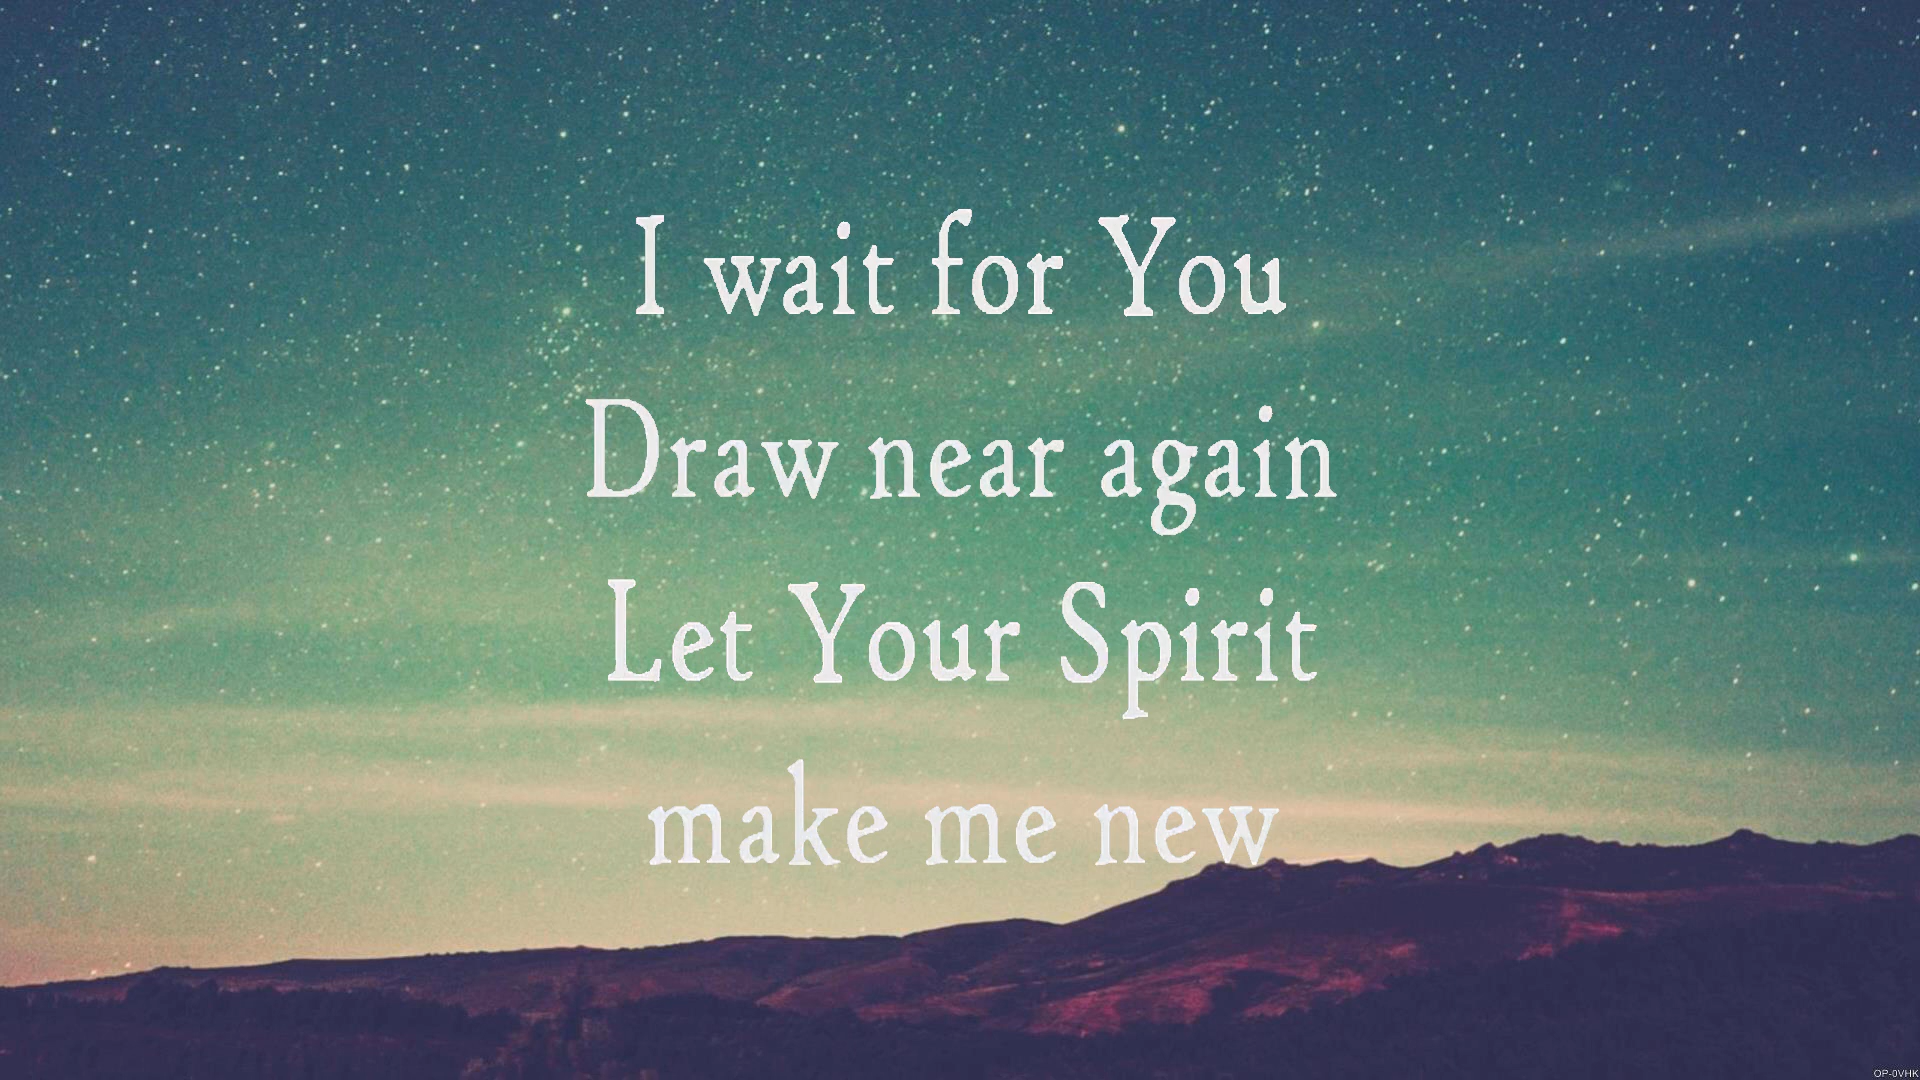 I wait for You
Draw near again
Let Your Spirit
make me new
OP-0VHK